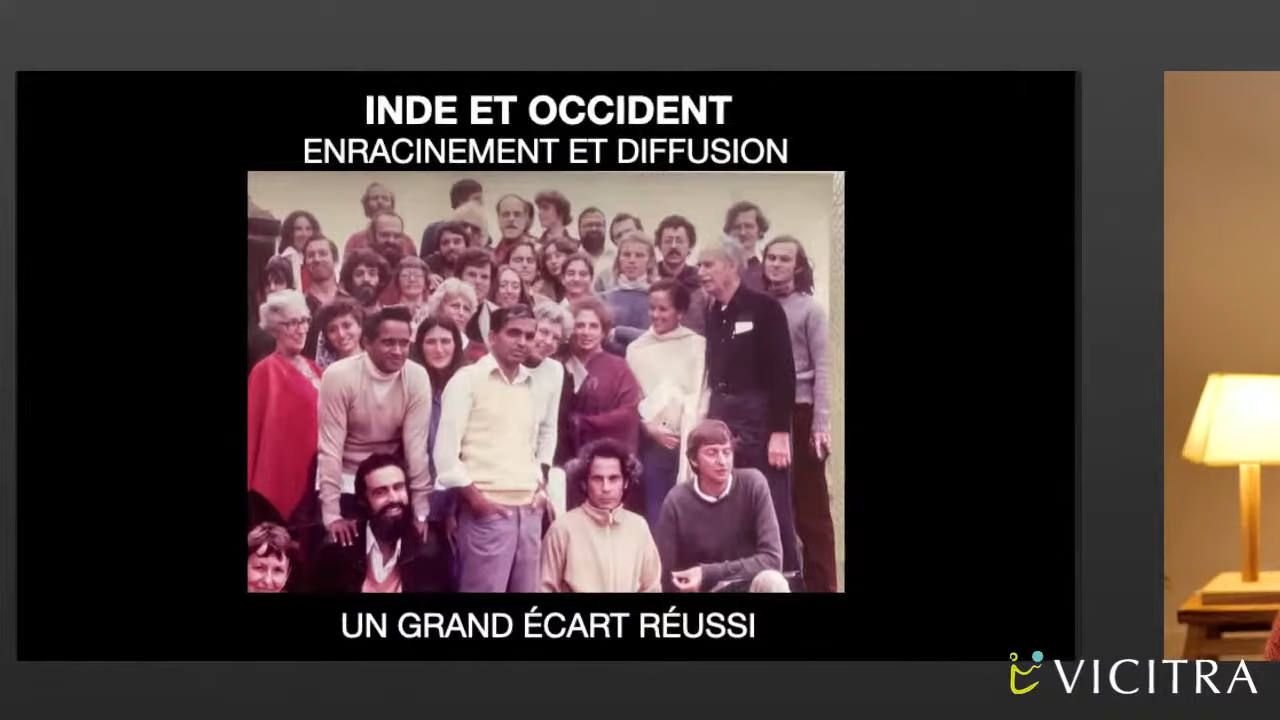 INDE ET OCCIDENT
ENRACINEMENT ET DIFFUSION
UN GRAND ÉCART RÉUSSI
VICITRA